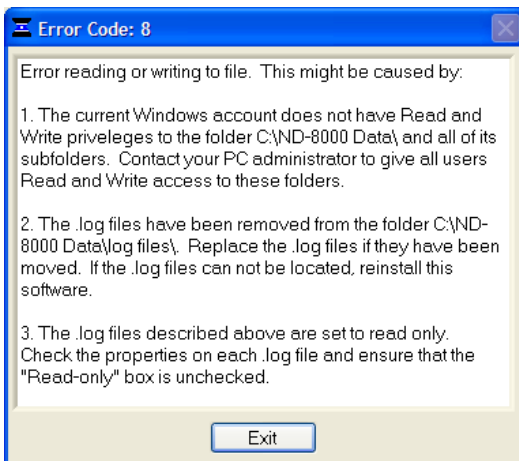 Error Code: 8
Error reading or writing to file.  This might be caused by:
1. The current Windows account does not have Read and
Write priveleges to the folder C:\ND-8000 Data\ and all of its
subfolders.  Contact your PC administrator to give all users
Read and Write access to these folders.
2. The .log files have been removed from the folder C:\ND-
8000 Data\log files\.  Replace the .log files if they have been
moved.  If the .log files can not be located, reinstall this
software.
3. The .log files described above are set to read only.
Check the properties on each .log file and ensure that the
"Read-only" box is unchecked.
Exit